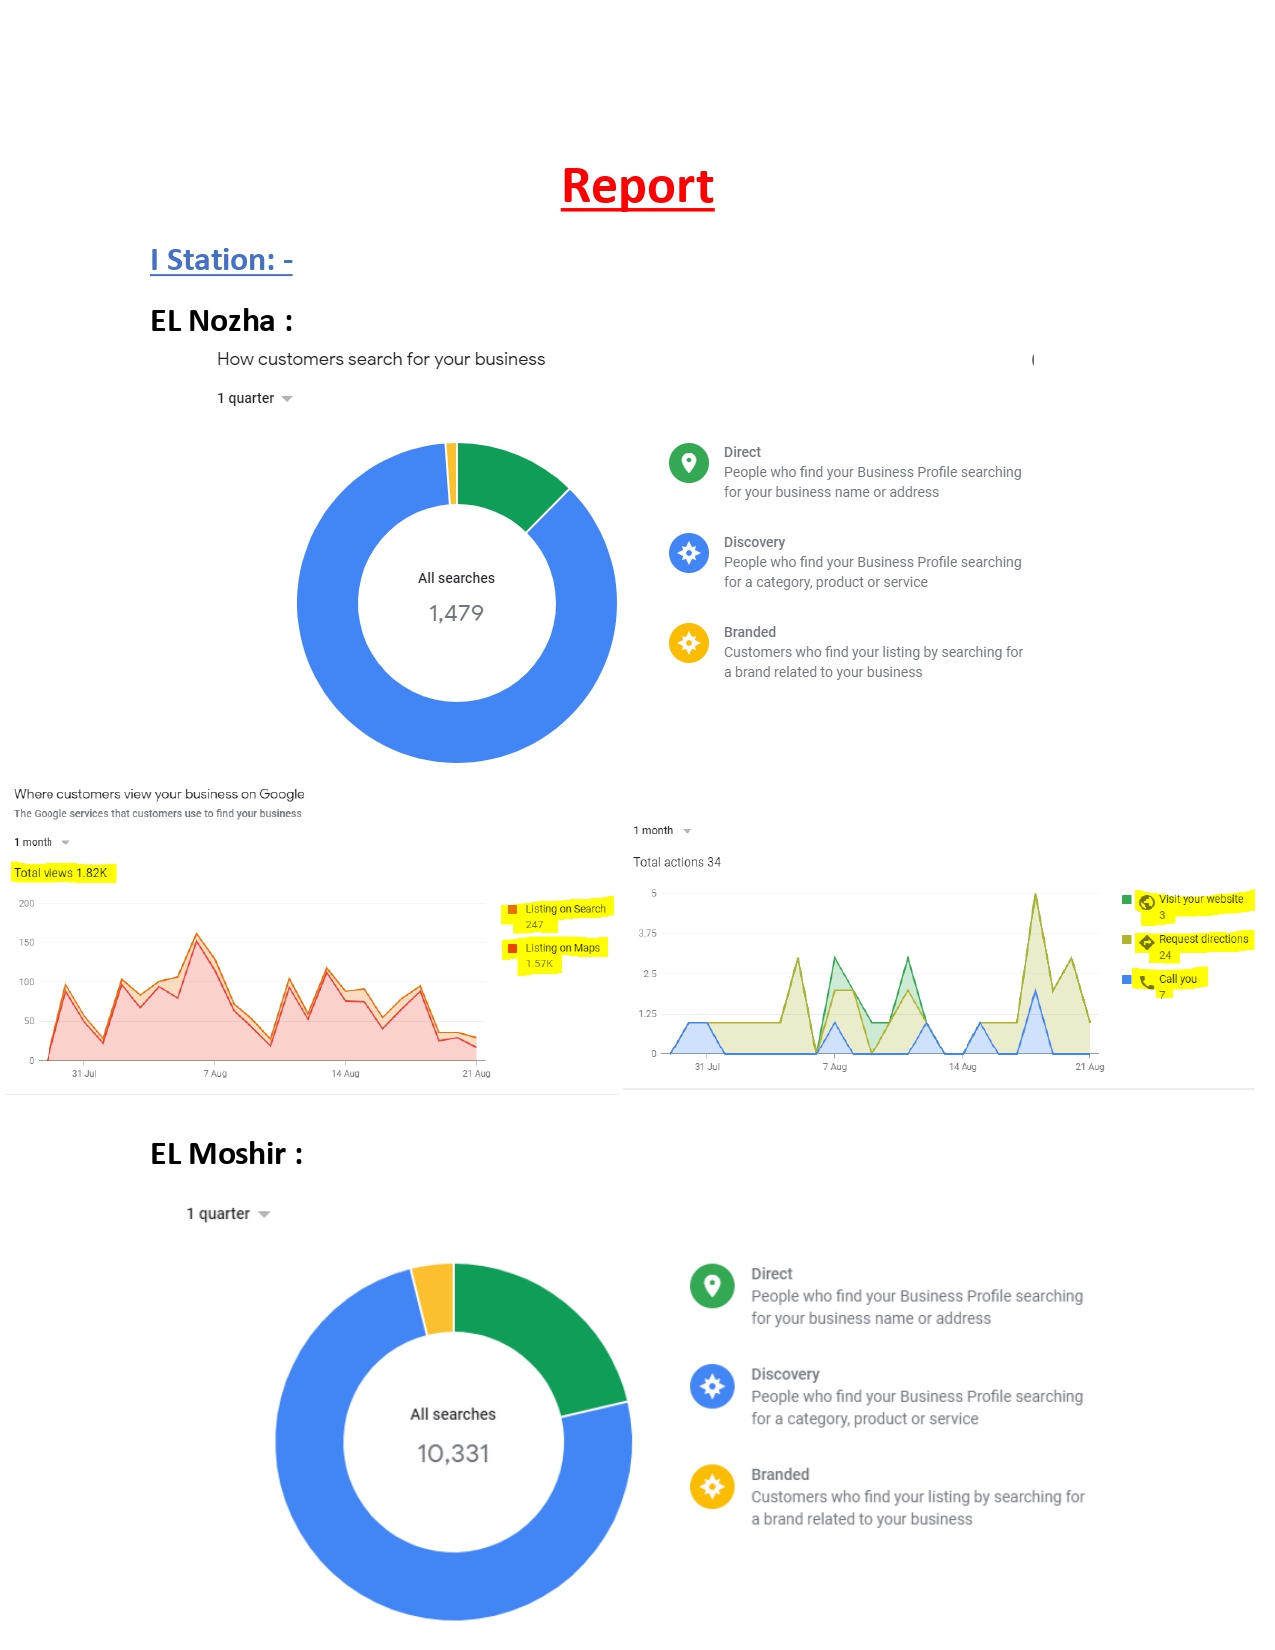 Report
I Station: -
EL Nozha :
How customers search for your business
1 quarter
Direct
People who find your Business Profile searching
for your business name or address
Discovery
People who find your Business Profile searching
for a category, product or service
Branded
Customers who find your listing by searching for
a brand related to your business
All searches
1,479
Where customers view your business on Google
The Google services that customers use to find your business
1 month
Total views 1.82K
200
150
100
50
0
31 Jul
7 Aug
14 Aug
21 Aug
Listing on Search
247
Listing on Maps
1.57K
1 month
Total actions 34
5
3.75
2.5
1.25
0
31 Jul
7 Aug
14 Aug
21 Aug
Visit your website
3
Request directions
24
Call you
7
EL Moshir :
1 quarter
All searches
10,331
Direct
People who find your Business Profile searching
for your business name or address
Discovery
People who find your Business Profile searching
for a category, product or service
Branded
Customers who find your listing by searching for
a brand related to your business